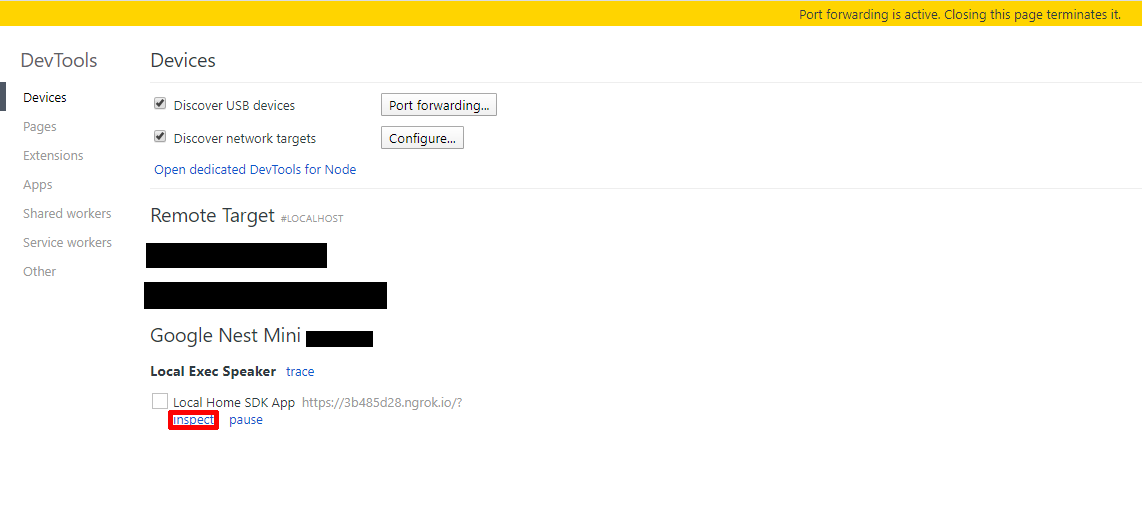 Port forwarding is active. Closing this page terminates it.
DevTools
Devices
Pages
Extensions
Apps
Shared workers
Service workers
Other
Devices
Discover USB devices Port forwarding...
Discover network targets Configure...
Open dedicated DevTools for Node
Remote Target #LOCALHOST
Google Nest Mini
Local Exec Speaker trace
Local Home SDK App https://3b485d28.ngrok.io/?
inspect pause